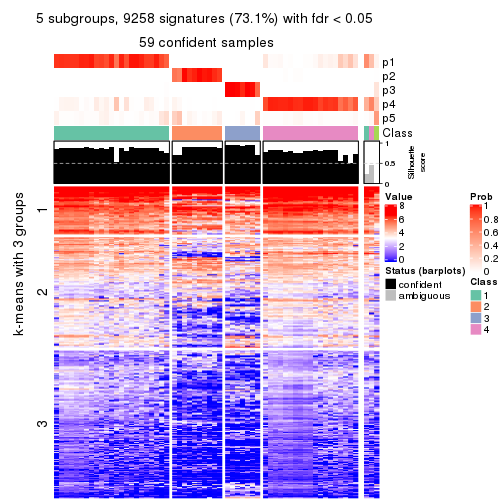 5 subgroups, 9258 signatures (73.1%) with fdr < 0.05
59 confident samples
p1
p2
p3
p4
p5
Class
1
0.5
0
Silhouette
score
k-means with 3 groups
1
2
3
Value
8
6
4
2
0
Status (barplots)
confident
ambiguous
Prob
1
0.8
0.6
0.4
0.2
0
Class
1
2
3
4